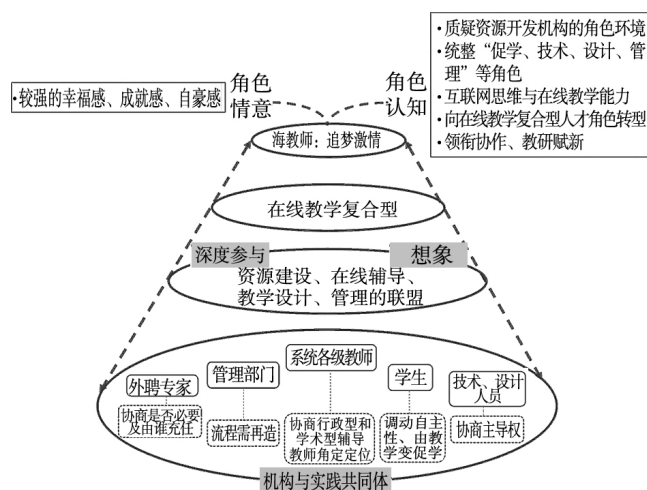 ·质疑资源开发机构的角色环境
·统整“促学、技术、设计、管
理”等角色
·互联网思维与在线教学能力
·向在线教学复合型人才角色转型
·领衔协作、教研赋新
·较强的幸福感、成就感、自豪感
角色
情意
角色
认知
海教师：追梦激情
在线教学复合型
深度参与
想象
资源建设、在线辅导、
教学设计、管理的联盟
外聘专家
协商是否必要
及由谁充任
管理部门
流程需再造
系统各级教师
协商行政型和
学术型辅导
教师角定定位
学生
调动自主
性、由教
学变促学
技术、设计
人员
协商主导权
机构与实践共同体